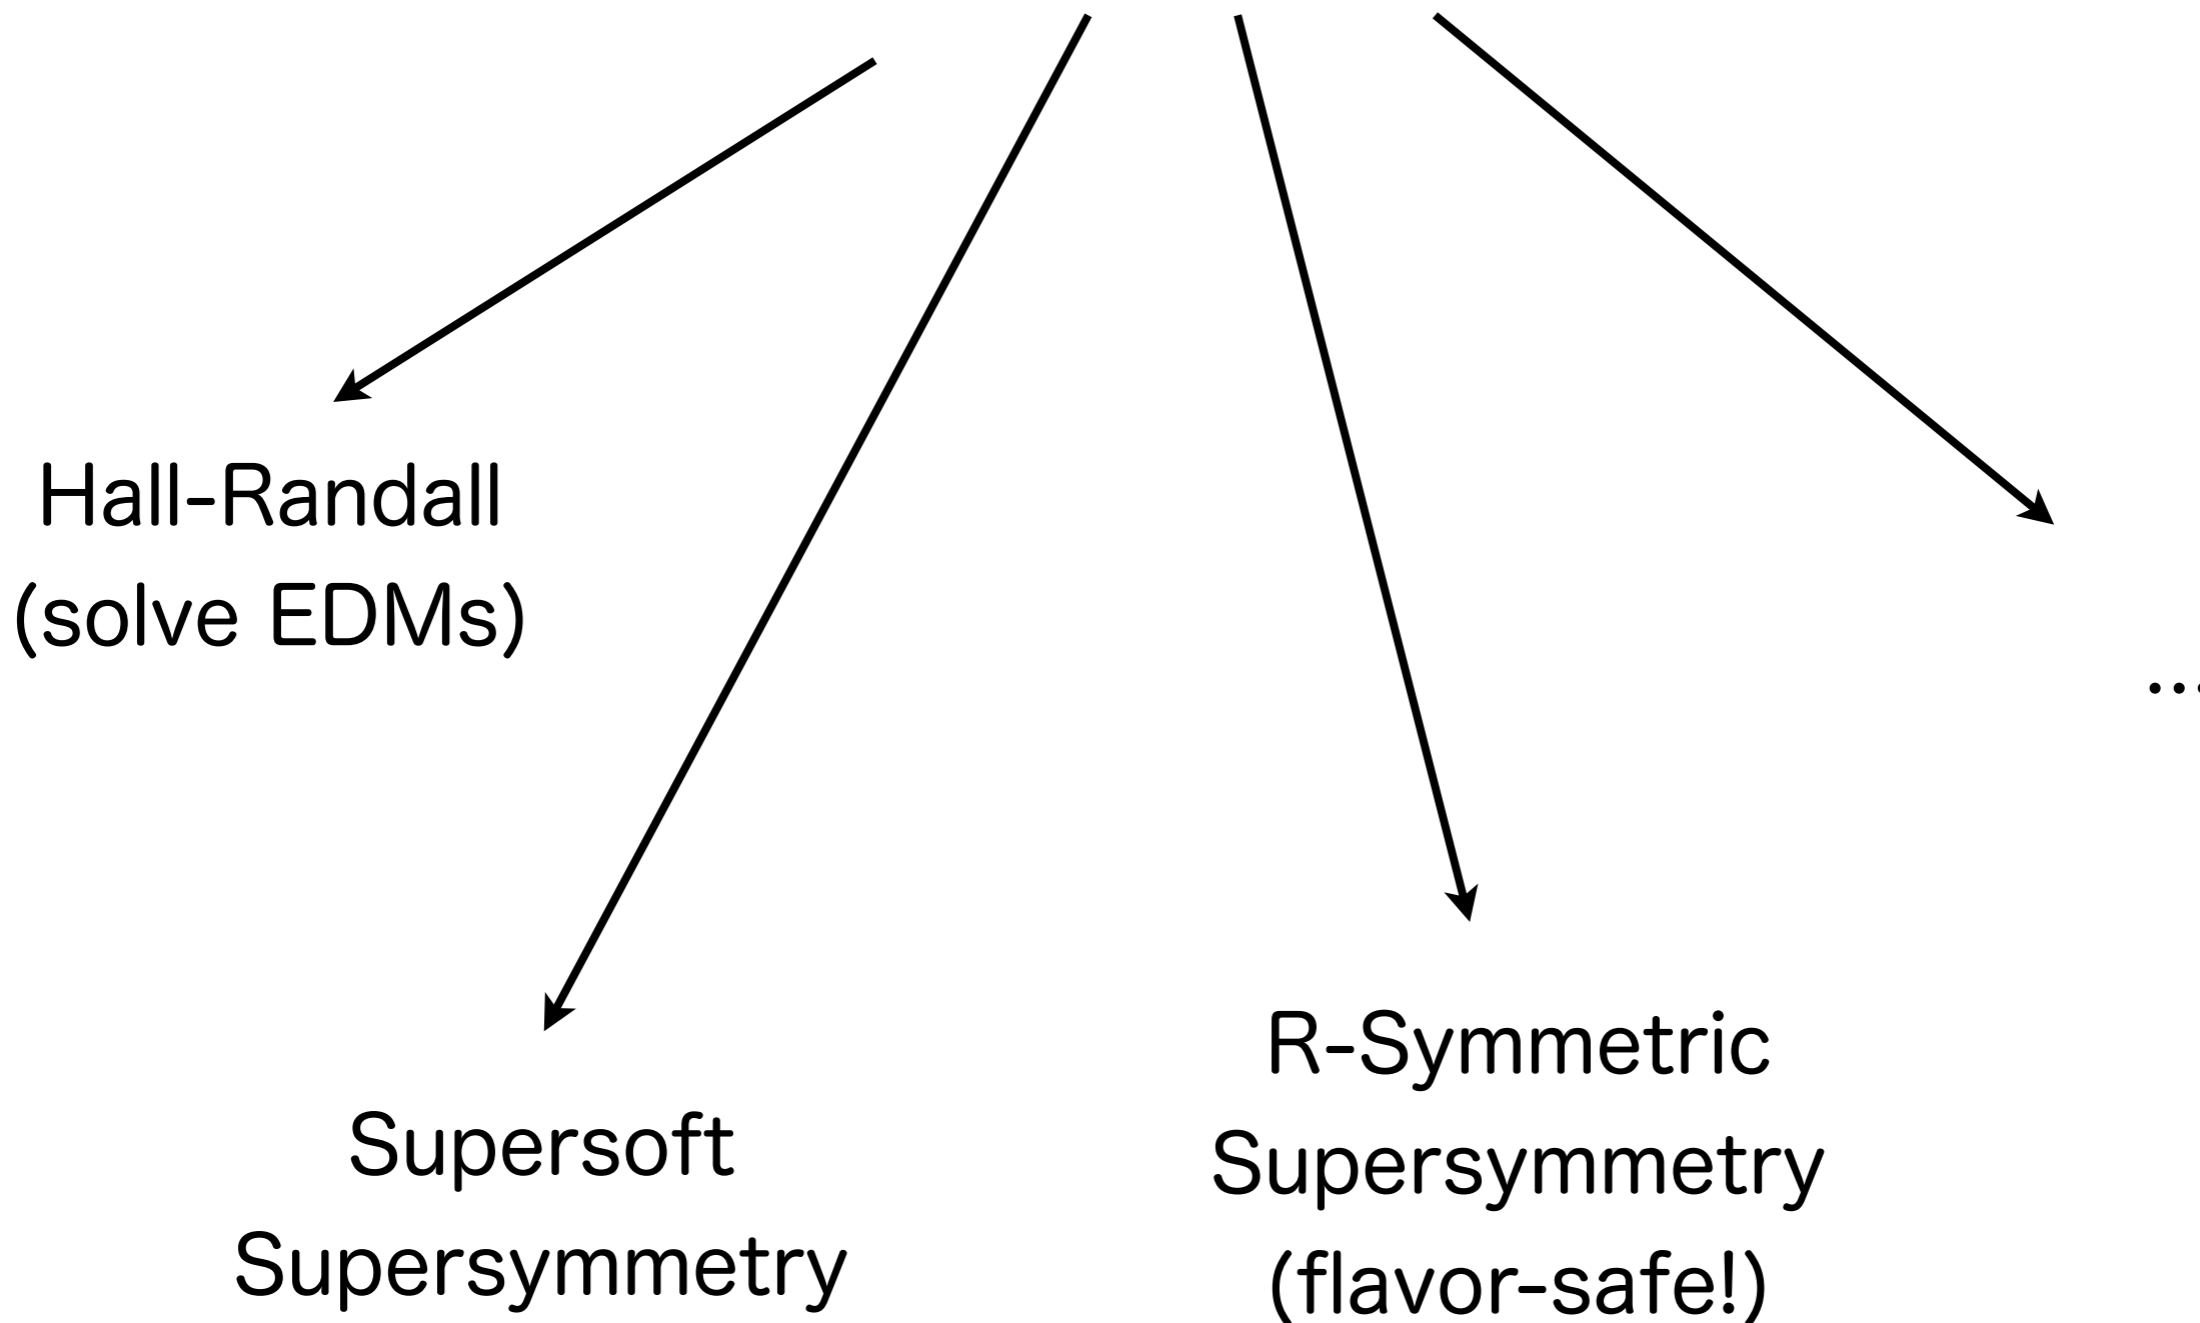 Hall-Randall
(solve EDMs)
...
Supersoft
Supersymmetry
R-Symmetric
Supersymmetry
(flavor-safe!)